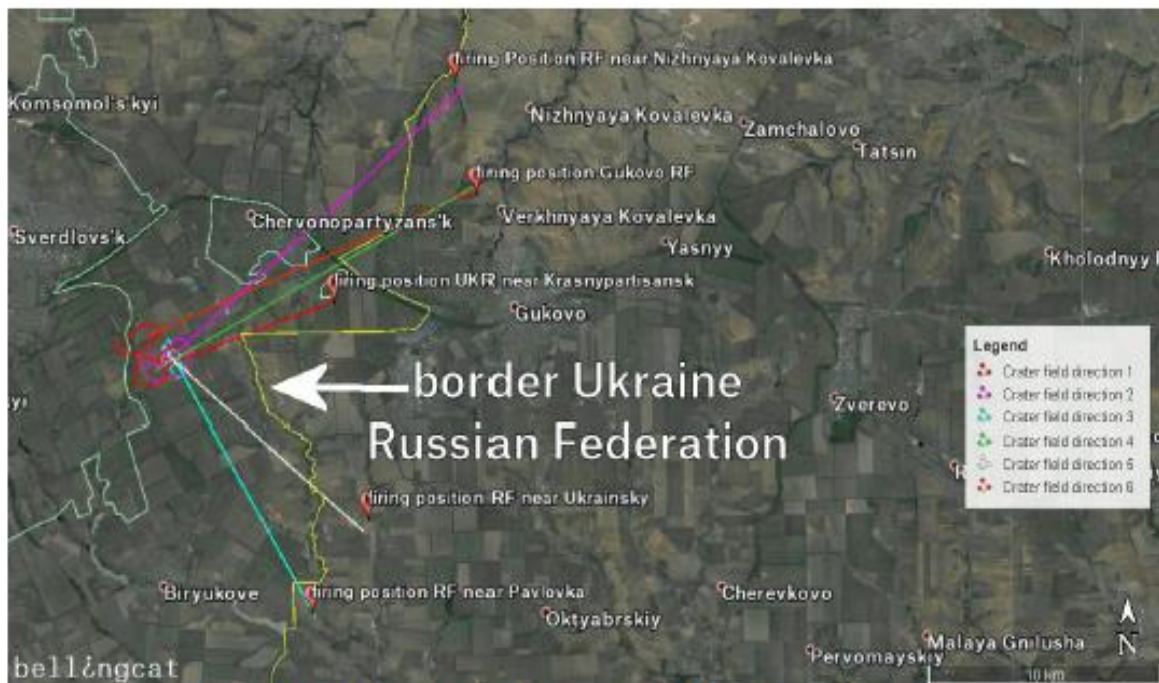 firing Position RF near Nizhnyaya Kovalevka
Komsomol's'kyi
Nizhnyaya Kovalevka
Zamchalovo
Tatsin
firing position Gukovo RF
Chervonopartyzans'k
Verkhnyaya Kovalevka
Sverdlovs'k
Yasnyy
Kholodnyy
firing position UKR near Krasnypartisansk
Gukovo
Legend
Crater field direction 1
Crater field direction 2
Crater field direction 3
Crater field direction 4
Crater field direction 5
Crater field direction 6
border Ukraine
Russian Federation
Zverevo
firing position RF near Ukrainsky
Biryukove
firing position RF near Pavlovka
Cherevkovo
Oktyabrskiy
N
Malaya Gnilusha
Pervomayskiy
bellingcat
10 km